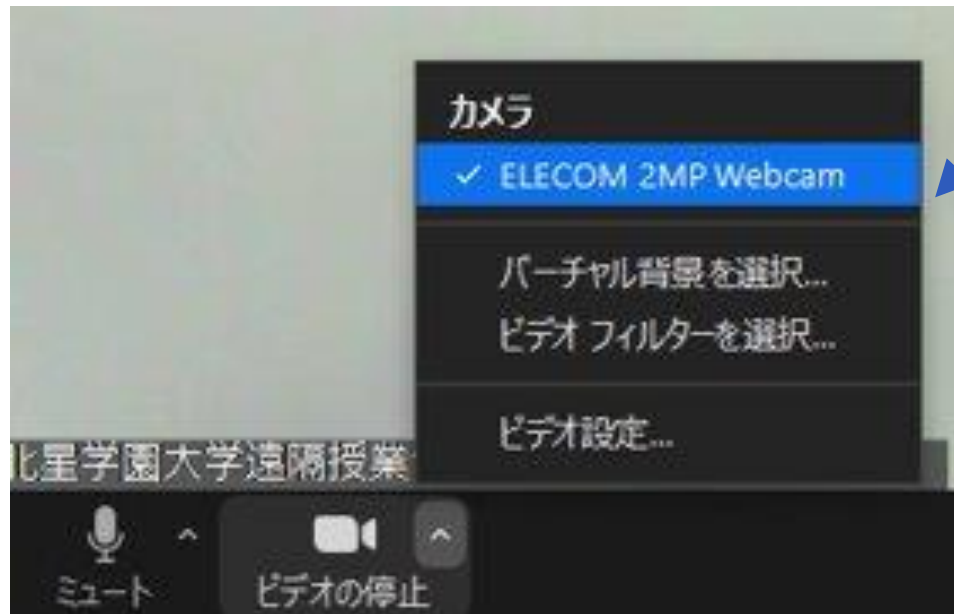 カメラ
ELECOM 2MP Webcam
バーチャル背景を選択...
ビデオ フィルターを選択...
ビデオ設定...
北星学園大学遠隔授業
ミュート
ビデオの停止